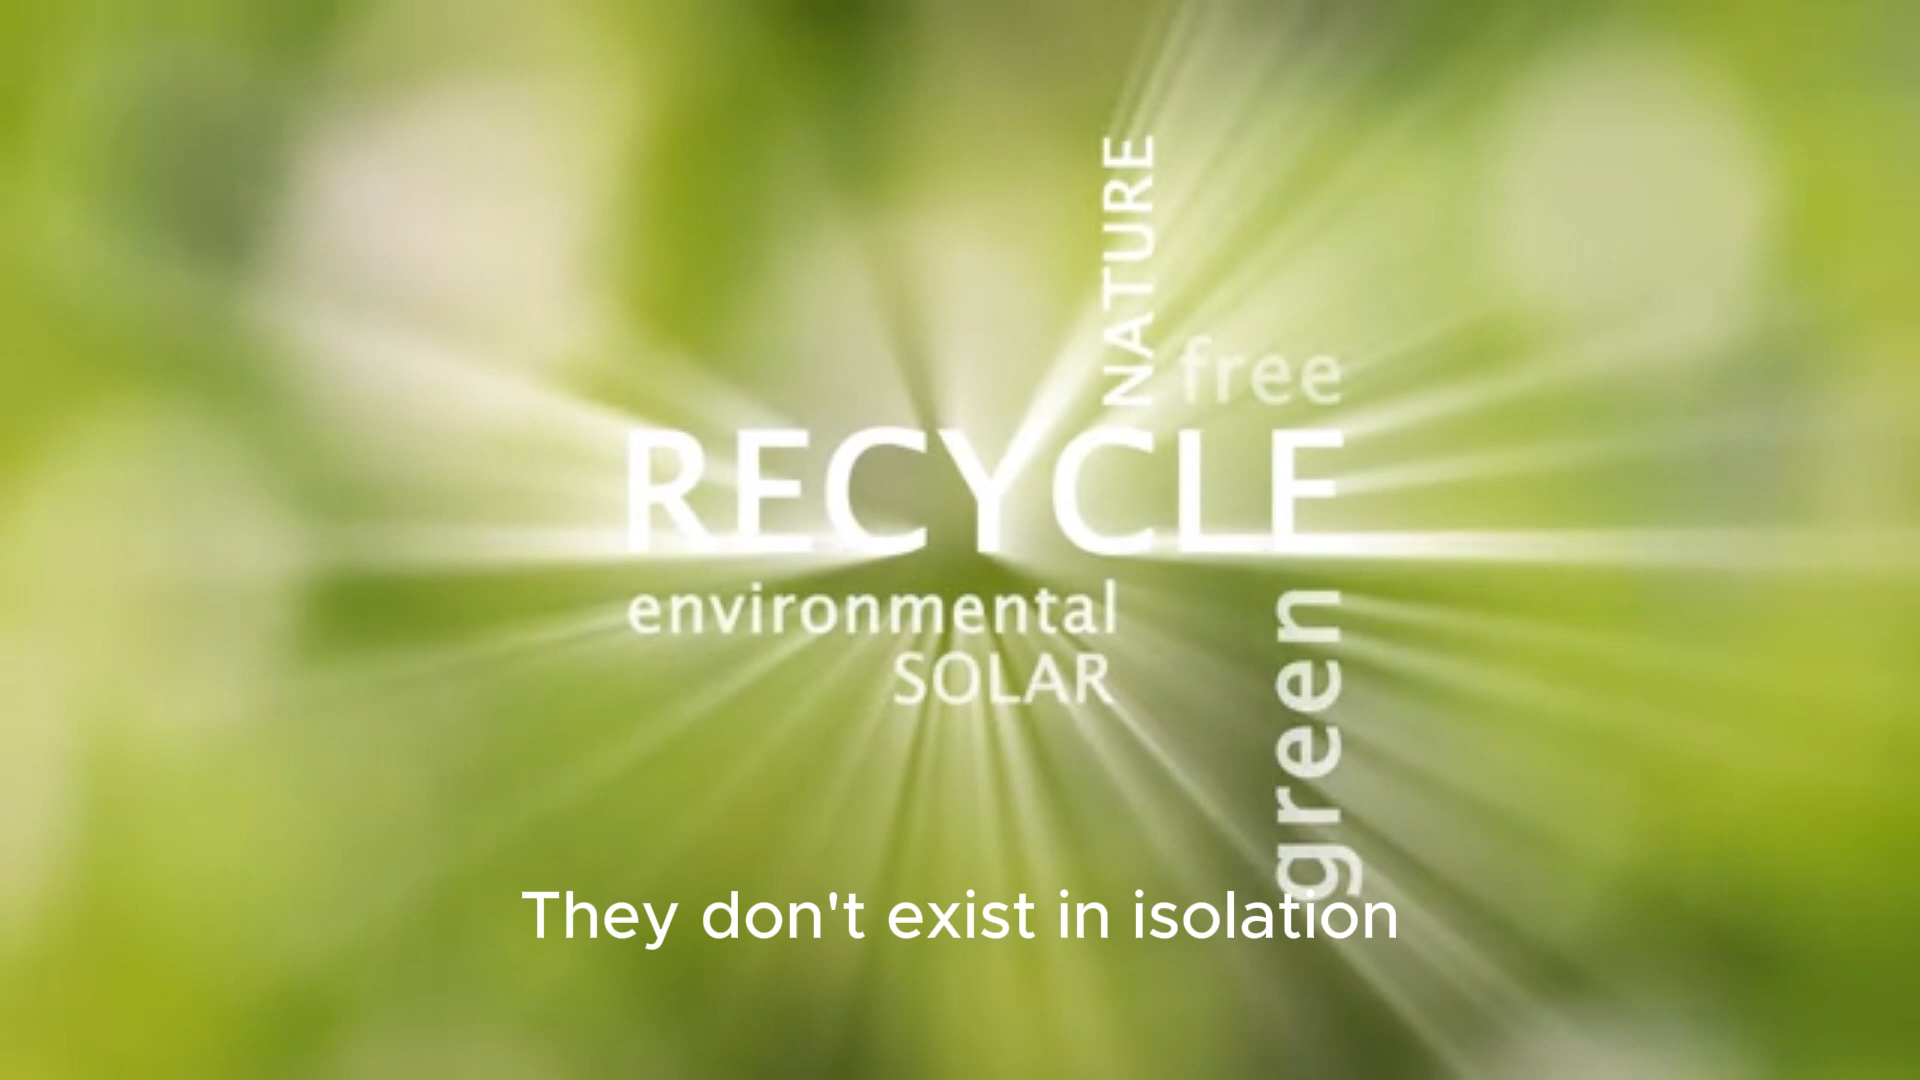 NATURE
free
RECYCLE
environmental
SOLAR
green
They don't exist in isolation